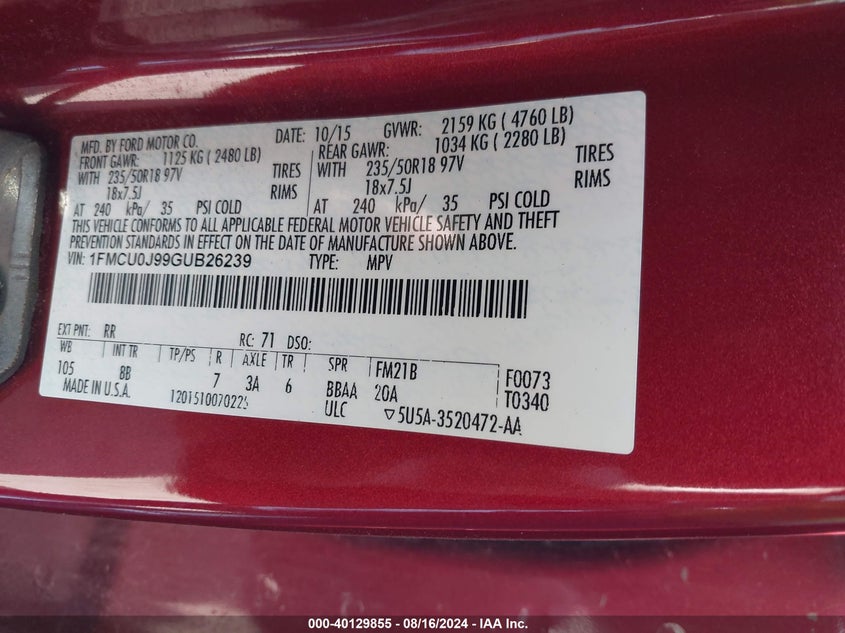 MFD. BY FORD MOTOR CO. DATE: 10/15 GVWR: 2159 KG ( 4760 LB)
FRONT GAWR: 1125 KG ( 2480 LB) REAR GAWR: 1034 KG ( 2280 LB)
WITH 235/50R18 97V TIRES WITH 235/50R18 97V TIRES
18x7.5J RIMS 18x7.5J RIMS
AT 240 kPa/ 35 PSI COLD AT 240 kPa/ 35 PSI COLD
THIS VEHICLE CONFORMS TO ALL APPLICABLE FEDERAL MOTOR VEHICLE SAFETY AND THEFT
PREVENTION STANDARDS IN EFFECT ON THE DATE OF MANUFACTURE SHOWN ABOVE.
VIN: 1FMCU0J99GUB26239 TYPE: MPV
EXT PNT: RR RC: 71 DSO:
WB INT TR TP/PS R AXLE TR SPR FM21B F0073
105 8B 7 3A 6 BBAA 20A T0340
MADE IN U.S.A. 1201510070225 ULC ▽5U5A-3520472-AA
000-40129855 - 08/16/2024 - IAA Inc.